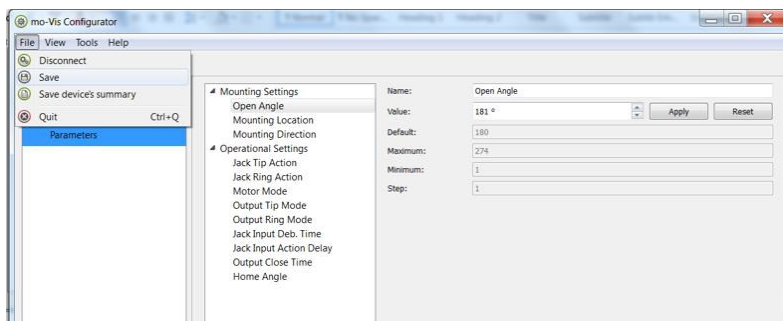 mo-Vis Configurator
File View Tools Help
Disconnect
Save
Save device's summary
Quit Ctrl+Q
Parameters
Mounting Settings
Open Angle
Mounting Location
Mounting Direction
Operational Settings
Jack Tip Action
Jack Ring Action
Motor Mode
Output Tip Mode
Output Ring Mode
Jack Input Deb. Time
Jack Input Action Delay
Output Close Time
Home Angle
Name: Open Angle
Value: 181 ° Apply Reset
Default: 180
Maximum: 274
Minimum: 1
Step: 1